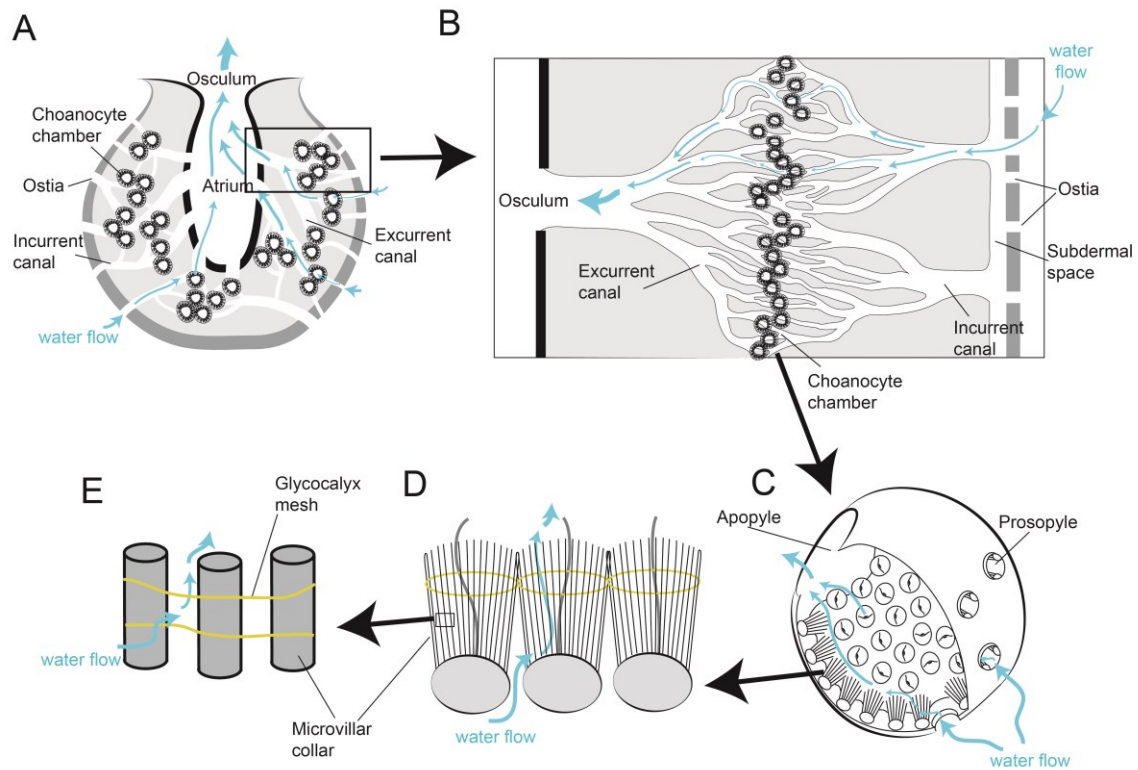 A
Osculum
Choanocyte
chamber
Ostia
Atrium
Incurrent
canal
Excurrent
canal
water flow
B
water
flow
Osculum
Ostia
Subdermal
space
Excurrent
canal
Incurrent
canal
Choanocyte
chamber
E
Glycocalyx
mesh
water flow
Microvillar
collar
D
water flow
C
Apopyle
Prosopyle
water flow